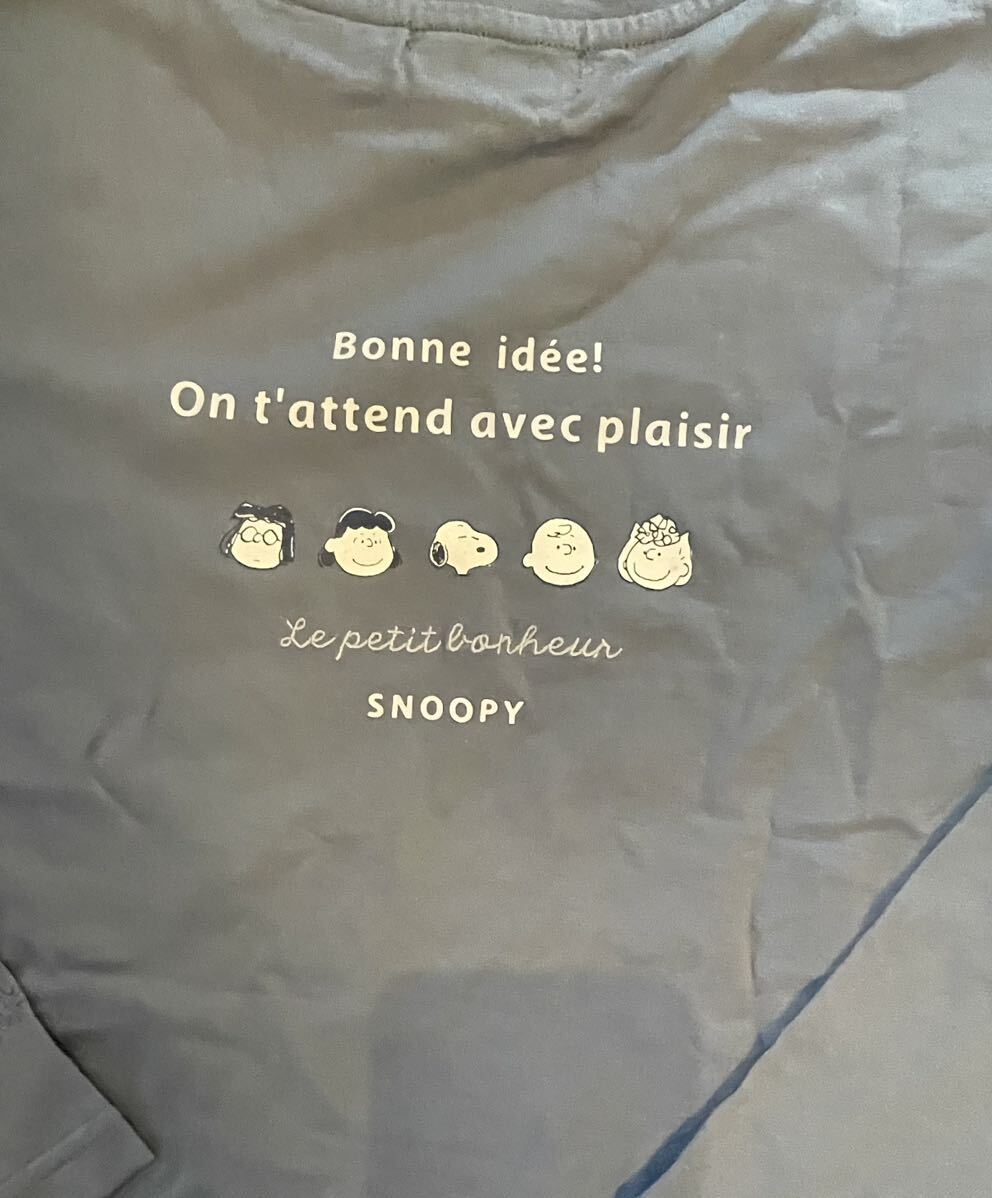 Bonne idée!
On t'attend avec plaisir
Le petit bonheur
SNOOPY